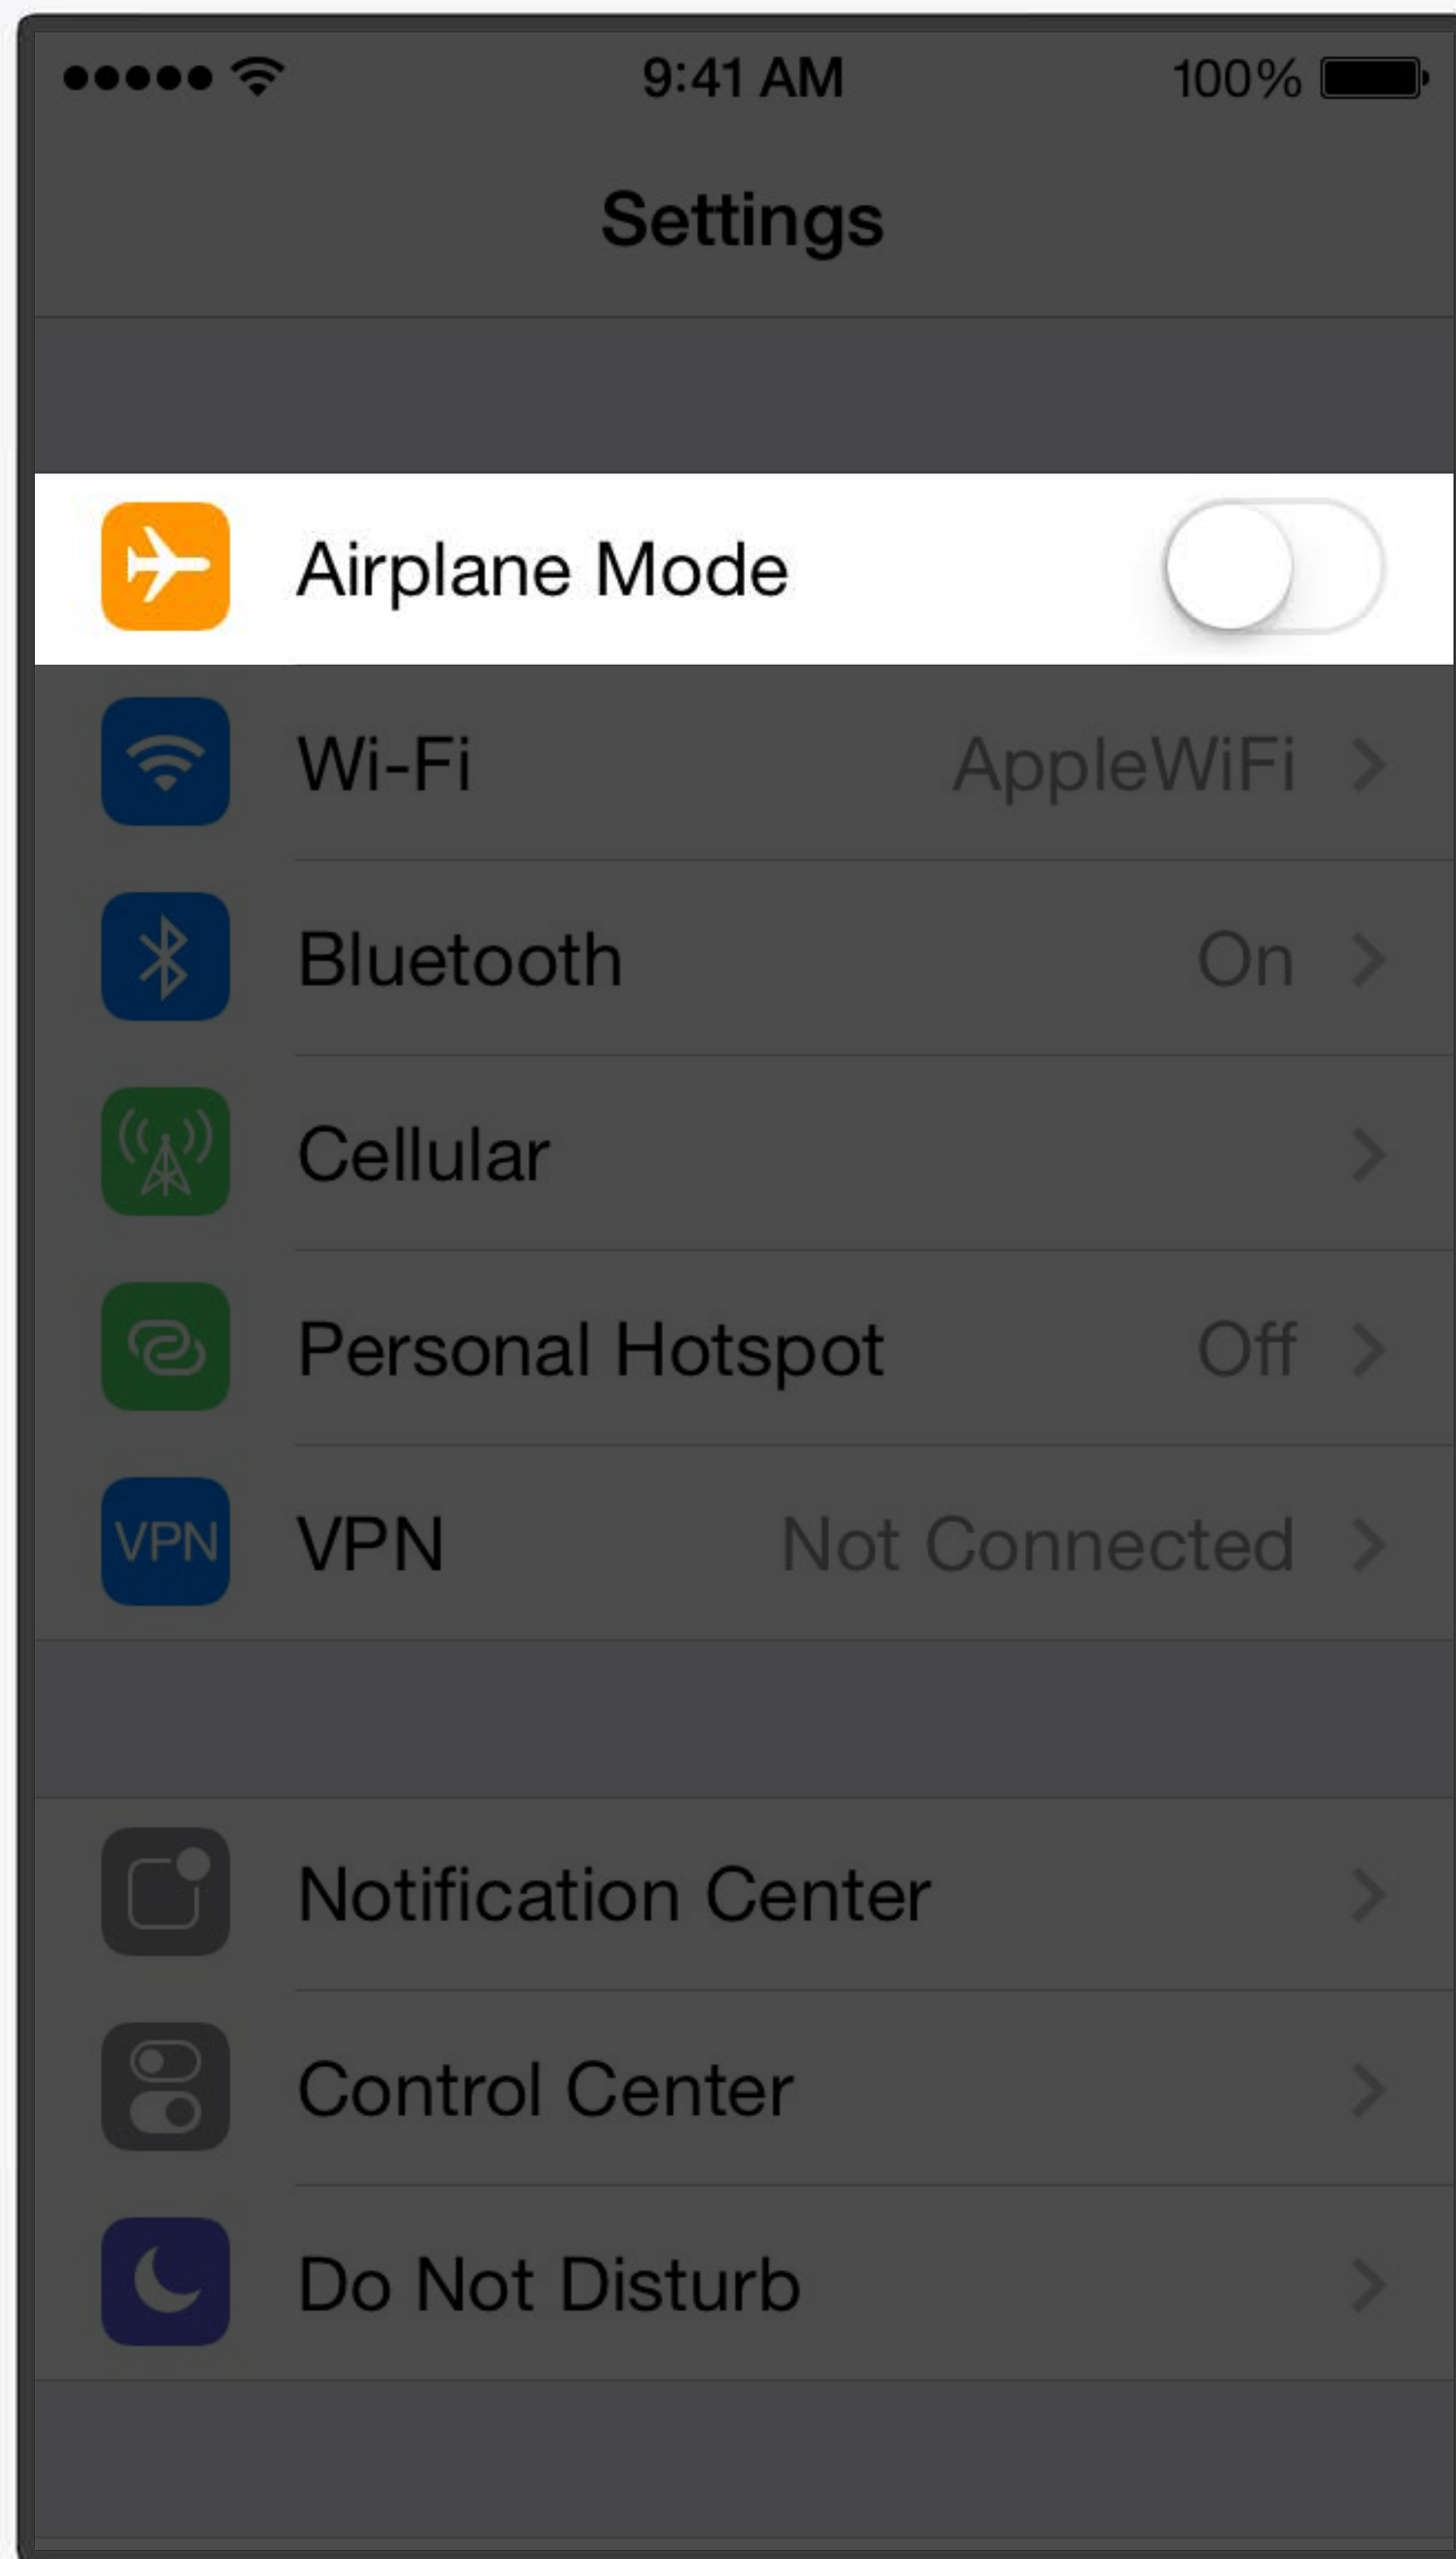 9:41 AM 100%
Settings
Airplane Mode
Wi-Fi AppleWiFi
Bluetooth On
Cellular
Personal Hotspot Off
VPN VPN Not Connected
Notification Center
Control Center
Do Not Disturb